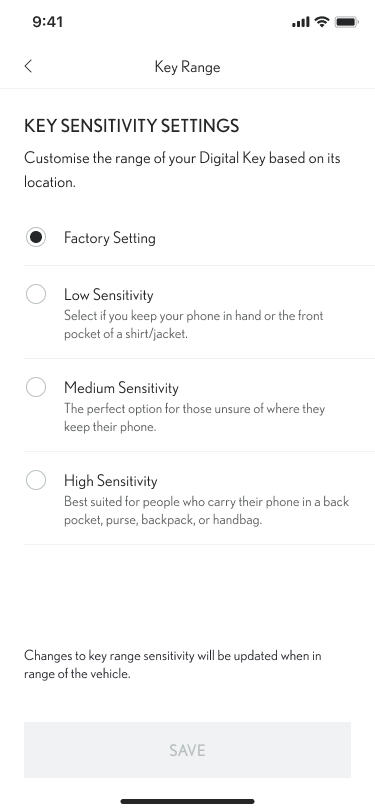 9:41
Key Range
KEY SENSITIVITY SETTINGS
Customise the range of your Digital Key based on its
location.
Factory Setting
Low Sensitivity
Select if you keep your phone in hand or the front
pocket of a shirt/jacket.
Medium Sensitivity
The perfect option for those unsure of where they
keep their phone.
High Sensitivity
Best suited for people who carry their phone in a back
pocket, purse, backpack, or handbag.
Changes to key range sensitivity will be updated when in
range of the vehicle.
SAVE